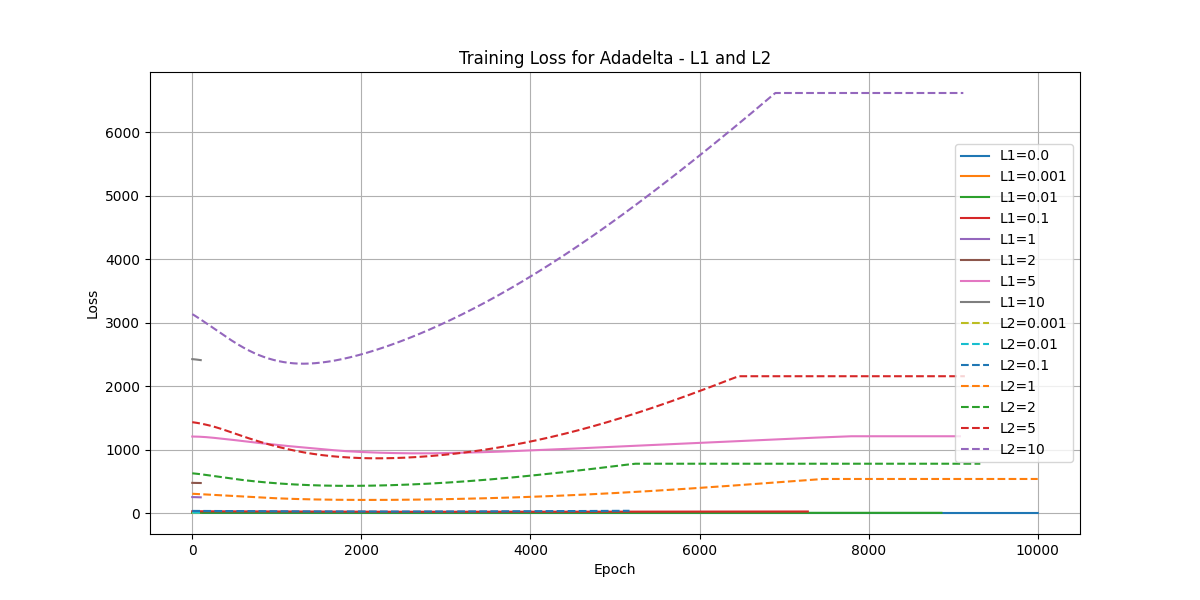 Training Loss for Adadelta - L1 and L2
Loss
6000
5000
4000
3000
2000
1000
0
0
2000
4000
6000
8000
10000
Epoch
L1=0.0
L1=0.001
L1=0.01
L1=0.1
L1=1
L1=2
L1=5
L1=10
L2=0.001
L2=0.01
L2=0.1
L2=1
L2=2
L2=5
L2=10